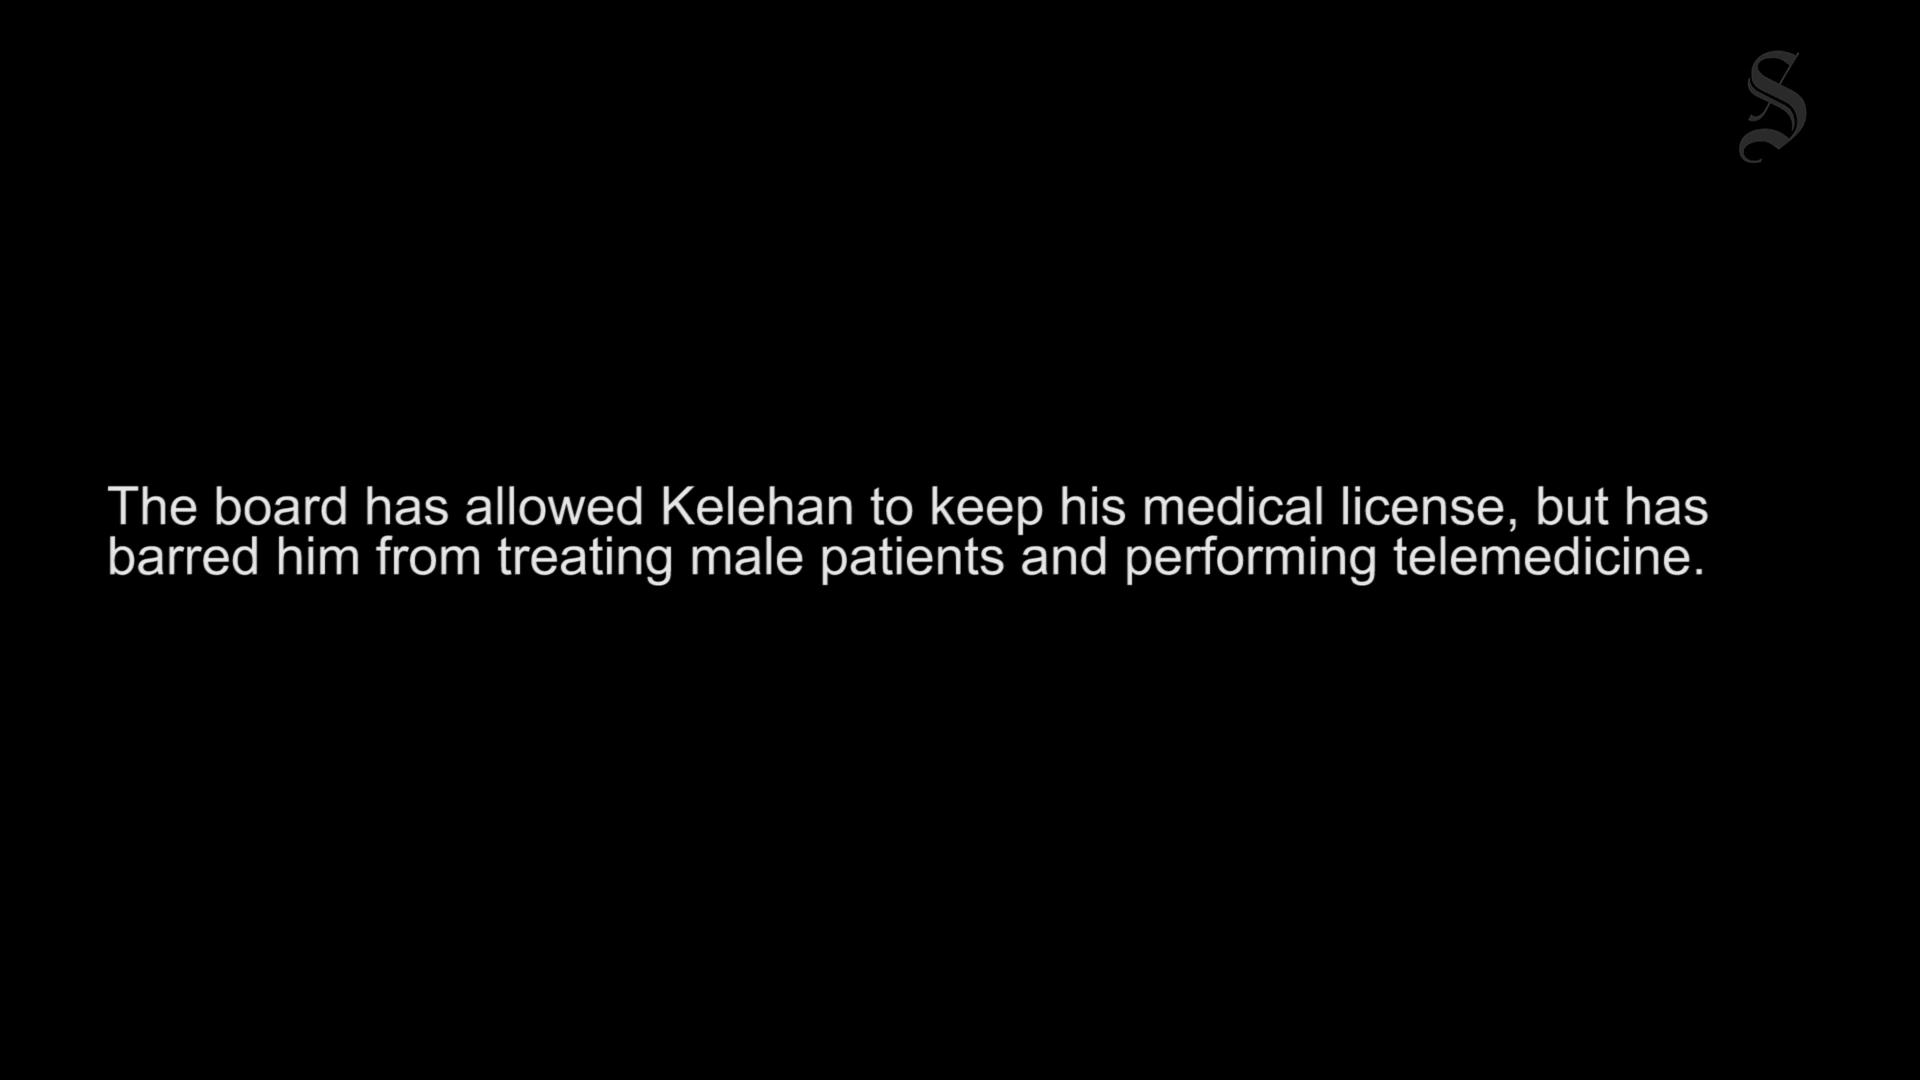 S
The board has allowed Kelehan to keep his medical license, but has
barred him from treating male patients and performing telemedicine.